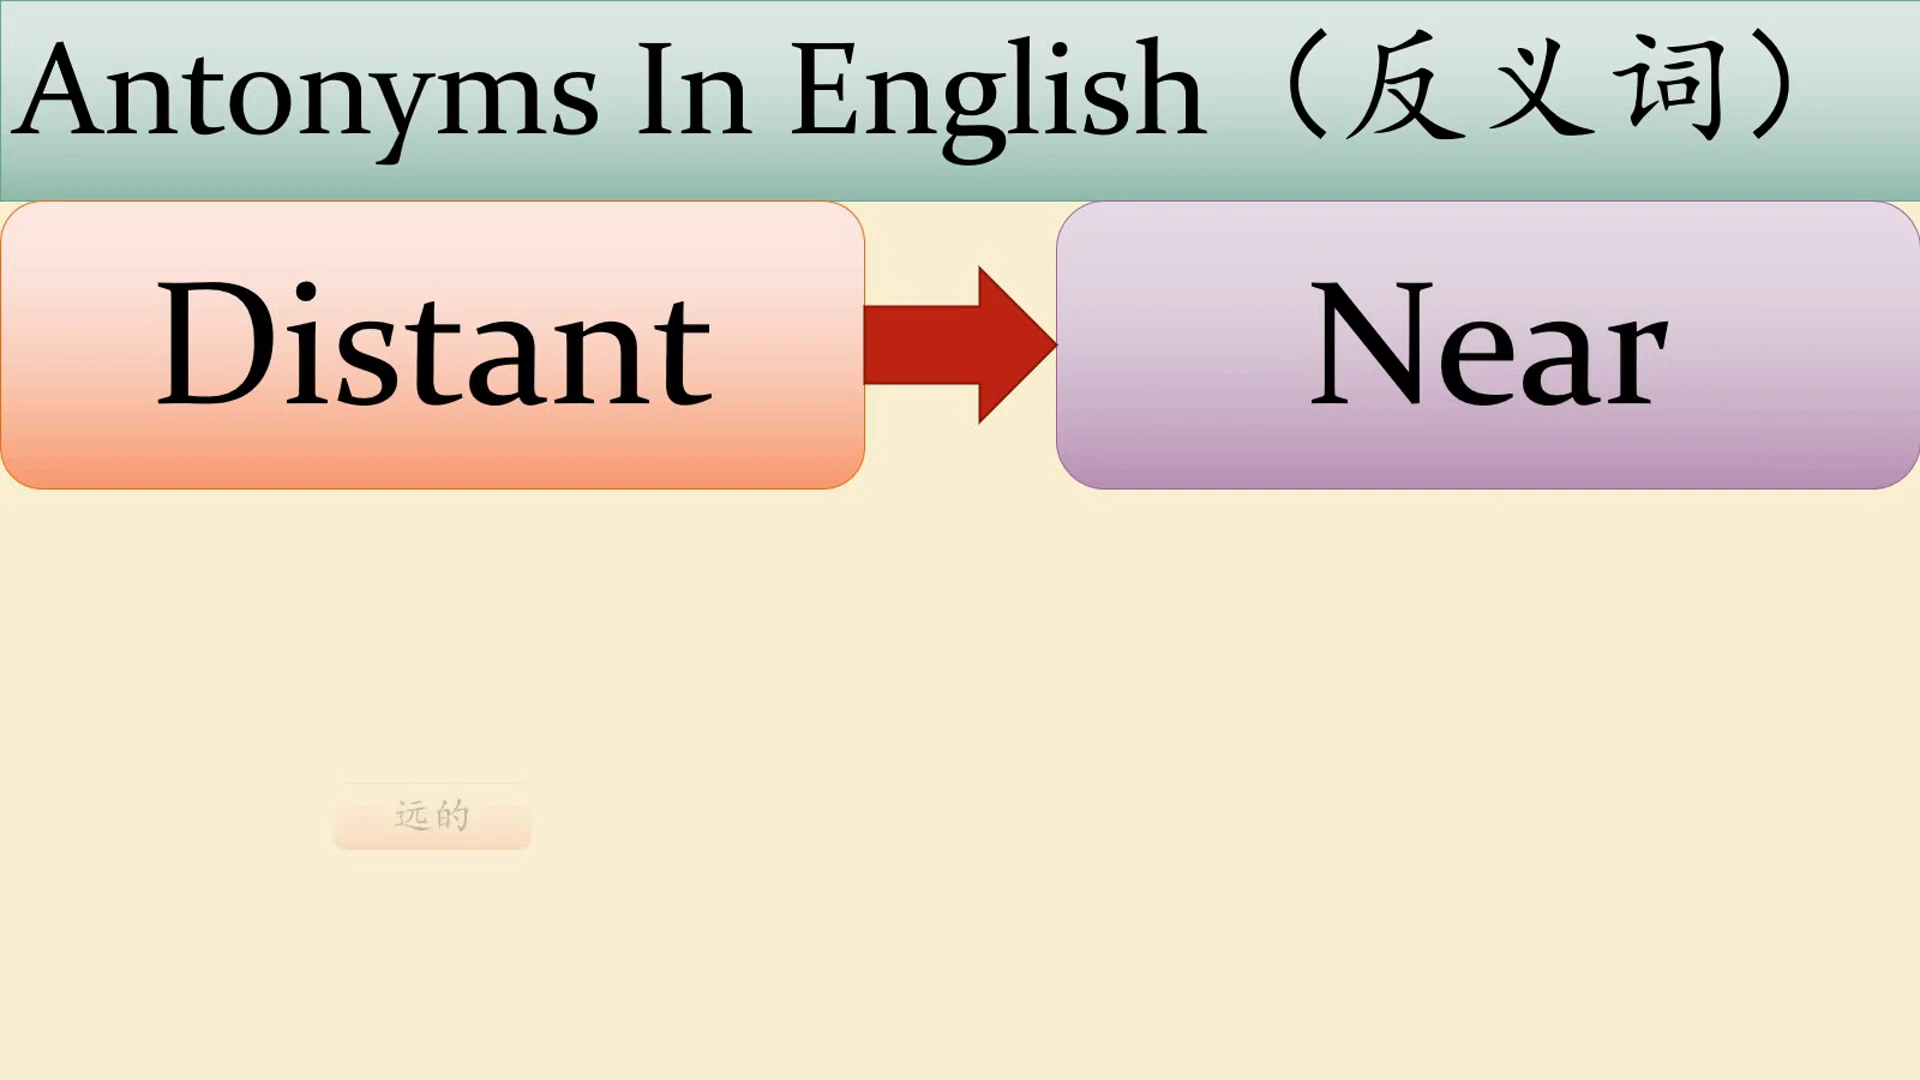 Antonyms In English（反义词）
Distant
Near
远的